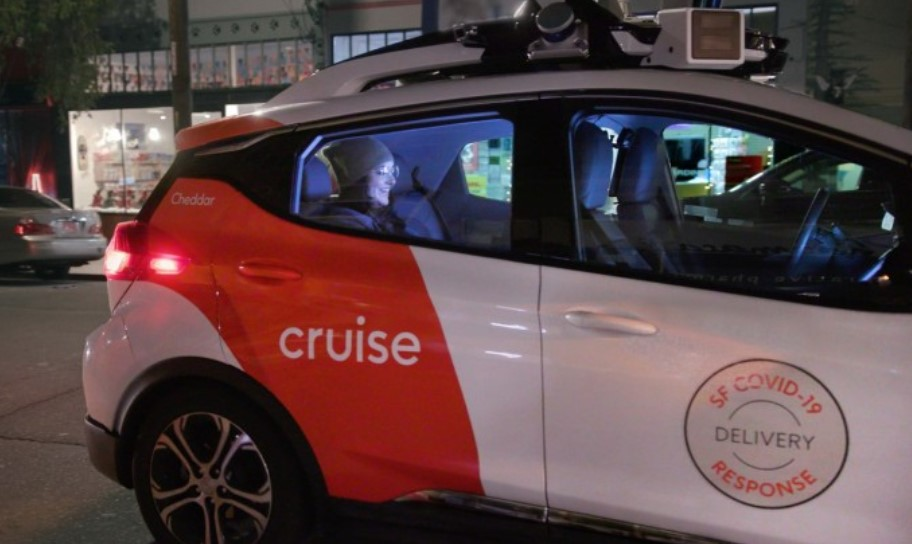 Cheddar
cruise
SF COVID-19
DELIVERY
RESPONSE